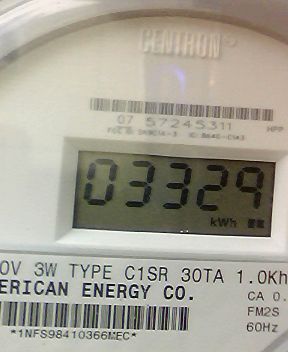 CENTRON
07 57245311
HPP
03329
kWh
0V 3W TYPE C1SR 30TA 1.0Kh
ERICAN ENERGY CO.
CA 0.
FM2S
60Hz
*1NFS98410366MEC*